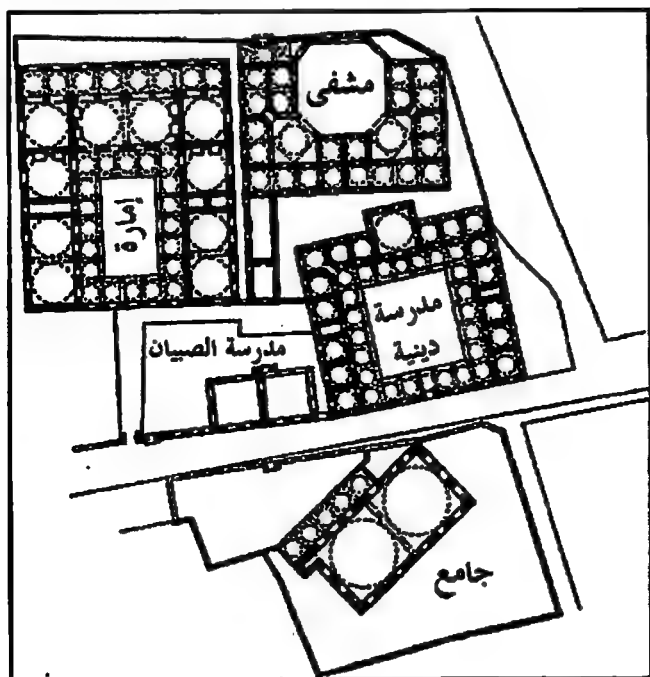 مشفى
إمارة
مدرسة
دينية
مدرسة الصبيان
جامع